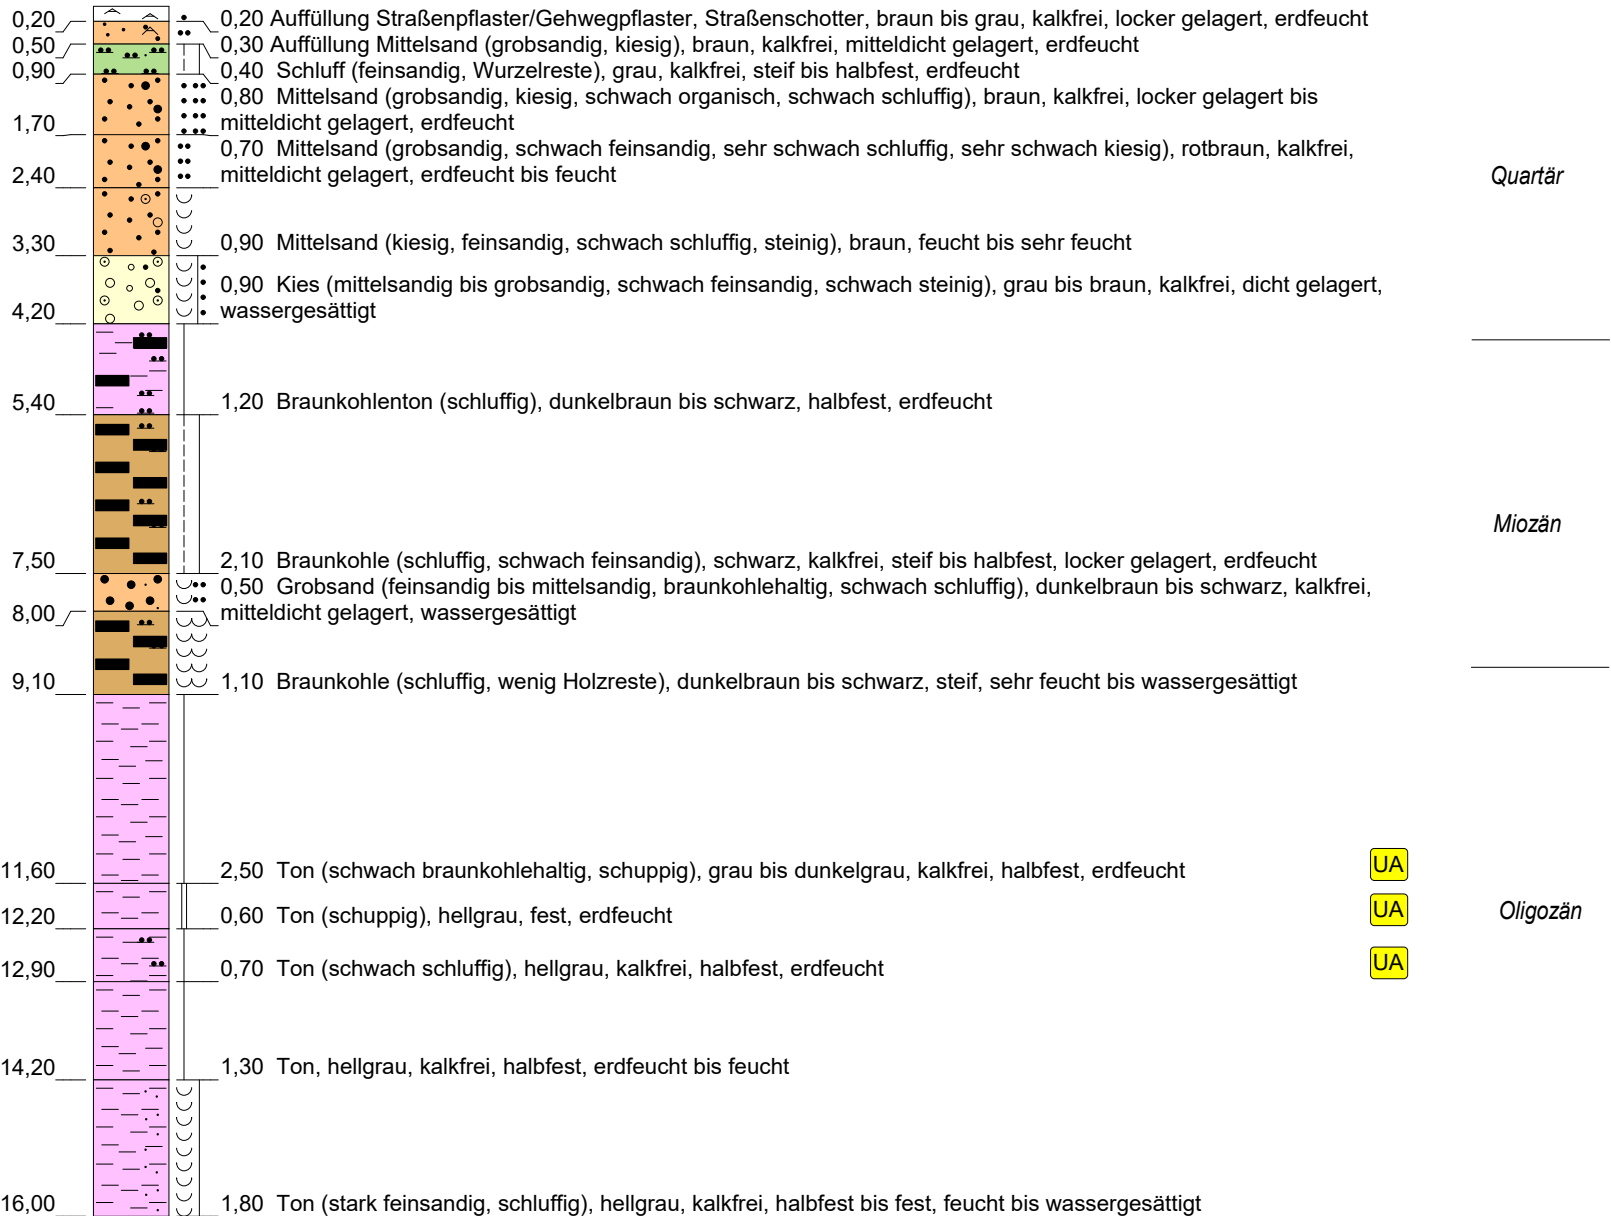 0,20 0,20 Auffüllung Straßenpflaster/Gehwegpflaster, Straßenschotter, braun bis grau, kalkfrei, locker gelagert, erdfeucht
0,50 0,30 Auffüllung Mittelsand (grobsandig, kiesig), braun, kalkfrei, mitteldicht gelagert, erdfeucht
0,90 0,40 Schluff (feinsandig, Wurzelreste), grau, kalkfrei, steif bis halbfest, erdfeucht
0,80 Mittelsand (grobsandig, kiesig, schwach organisch, schwach schluffig), braun, kalkfrei, locker gelagert bis
1,70 mitteldicht gelagert, erdfeucht
0,70 Mittelsand (grobsandig, schwach feinsandig, sehr schwach schluffig, sehr schwach kiesig), rotbraun, kalkfrei,
2,40 mitteldicht gelagert, erdfeucht bis feucht
Quartär
3,30 0,90 Mittelsand (kiesig, feinsandig, schwach schluffig, steinig), braun, feucht bis sehr feucht
0,90 Kies (mittelsandig bis grobsandig, schwach feinsandig, schwach steinig), grau bis braun, kalkfrei, dicht gelagert,
4,20 wassergesättigt
5,40 1,20 Braunkohlenton (schluffig), dunkelbraun bis schwarz, halbfest, erdfeucht
Miozän
7,50 2,10 Braunkohle (schluffig, schwach feinsandig), schwarz, kalkfrei, steif bis halbfest, locker gelagert, erdfeucht
0,50 Grobsand (feinsandig bis mittelsandig, braunkohlehaltig, schwach schluffig), dunkelbraun bis schwarz, kalkfrei,
8,00 mitteldicht gelagert, wassergesättigt
9,10 1,10 Braunkohle (schluffig, wenig Holzreste), dunkelbraun bis schwarz, steif, sehr feucht bis wassergesättigt
11,60 2,50 Ton (schwach braunkohlehaltig, schuppig), grau bis dunkelgrau, kalkfrei, halbfest, erdfeucht UA
12,20 0,60 Ton (schuppig), hellgrau, fest, erdfeucht UA
Oligozän
12,90 0,70 Ton (schwach schluffig), hellgrau, kalkfrei, halbfest, erdfeucht UA
14,20 1,30 Ton, hellgrau, kalkfrei, halbfest, erdfeucht bis feucht
16,00 1,80 Ton (stark feinsandig, schluffig), hellgrau, kalkfrei, halbfest bis fest, feucht bis wassergesättigt